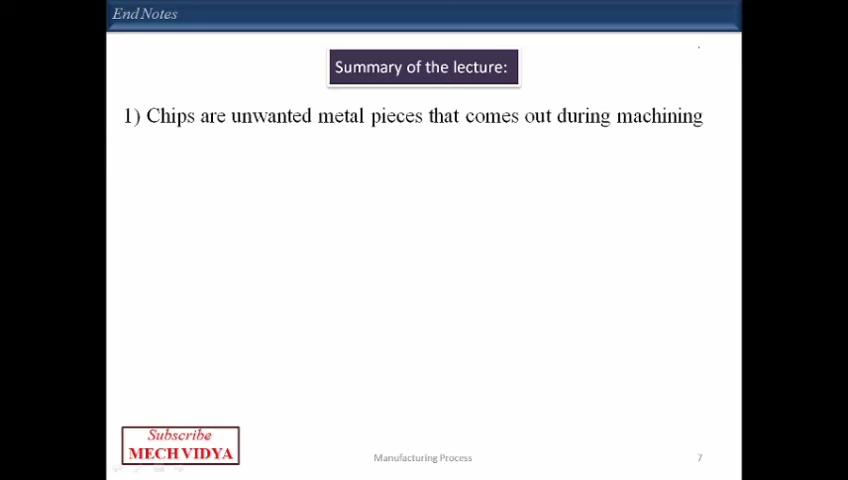 End Notes
Summary of the lecture:
1) Chips are unwanted metal pieces that comes out during machining
Subscribe
MECH VIDYA
Manufacturing Process
7